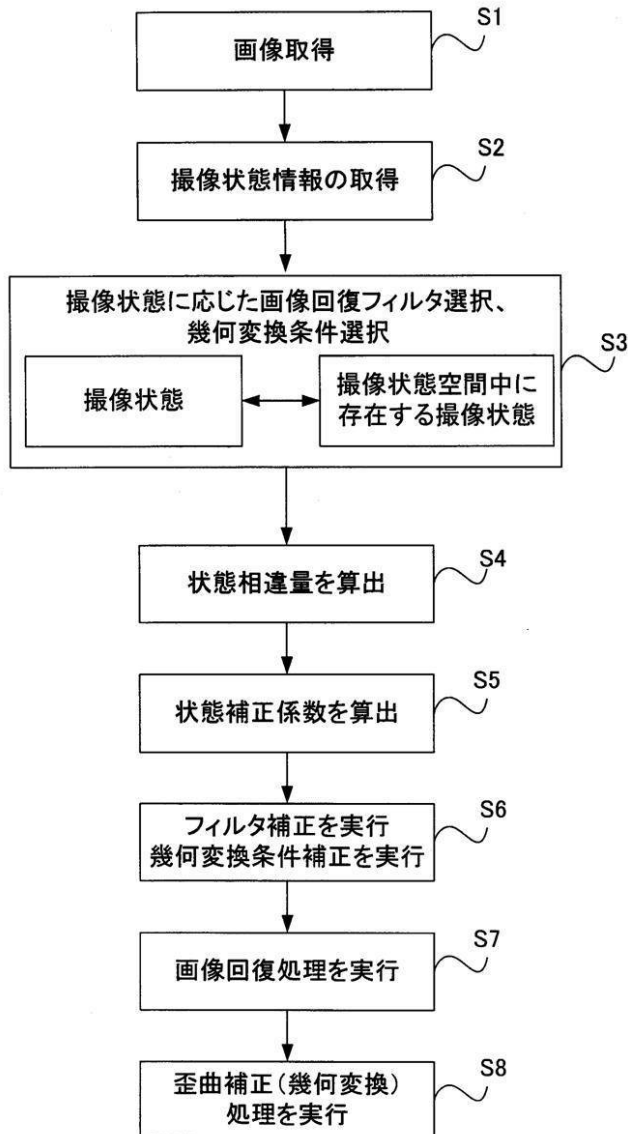 S1
画像取得
S2
撮像状態情報の取得
撮像状態に応じた画像回復フィルタ選択、
幾何変換条件選択
S3
撮像状態
撮像状態空間中に
存在する撮像状態
S4
状態相違量を算出
S5
状態補正係数を算出
S6
フィルタ補正を実行
幾何変換条件補正を実行
S7
画像回復処理を実行
S8
歪曲補正(幾何変換)
処理を実行